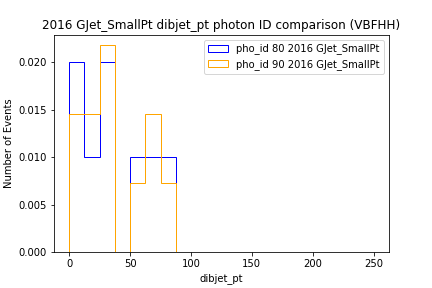 2016 GJet_SmallPt dibjet_pt photon ID comparison (VBFHH)
pho_id 80 2016 GJet_SmallPt
pho_id 90 2016 GJet_SmallPt
Number of Events
0.020
0.015
0.010
0.005
0.000
0 50 100 150 200 250
dibjet_pt